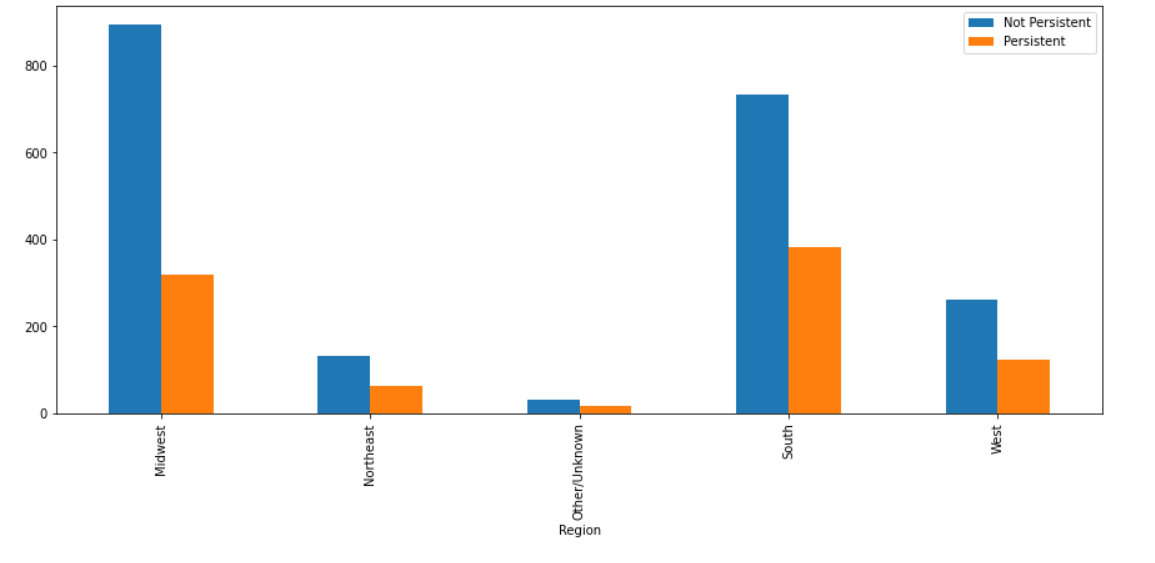 Not Persistent
Persistent
800
600
400
200
0
Midwest
Northeast
Other/Unknown
South
West
Region